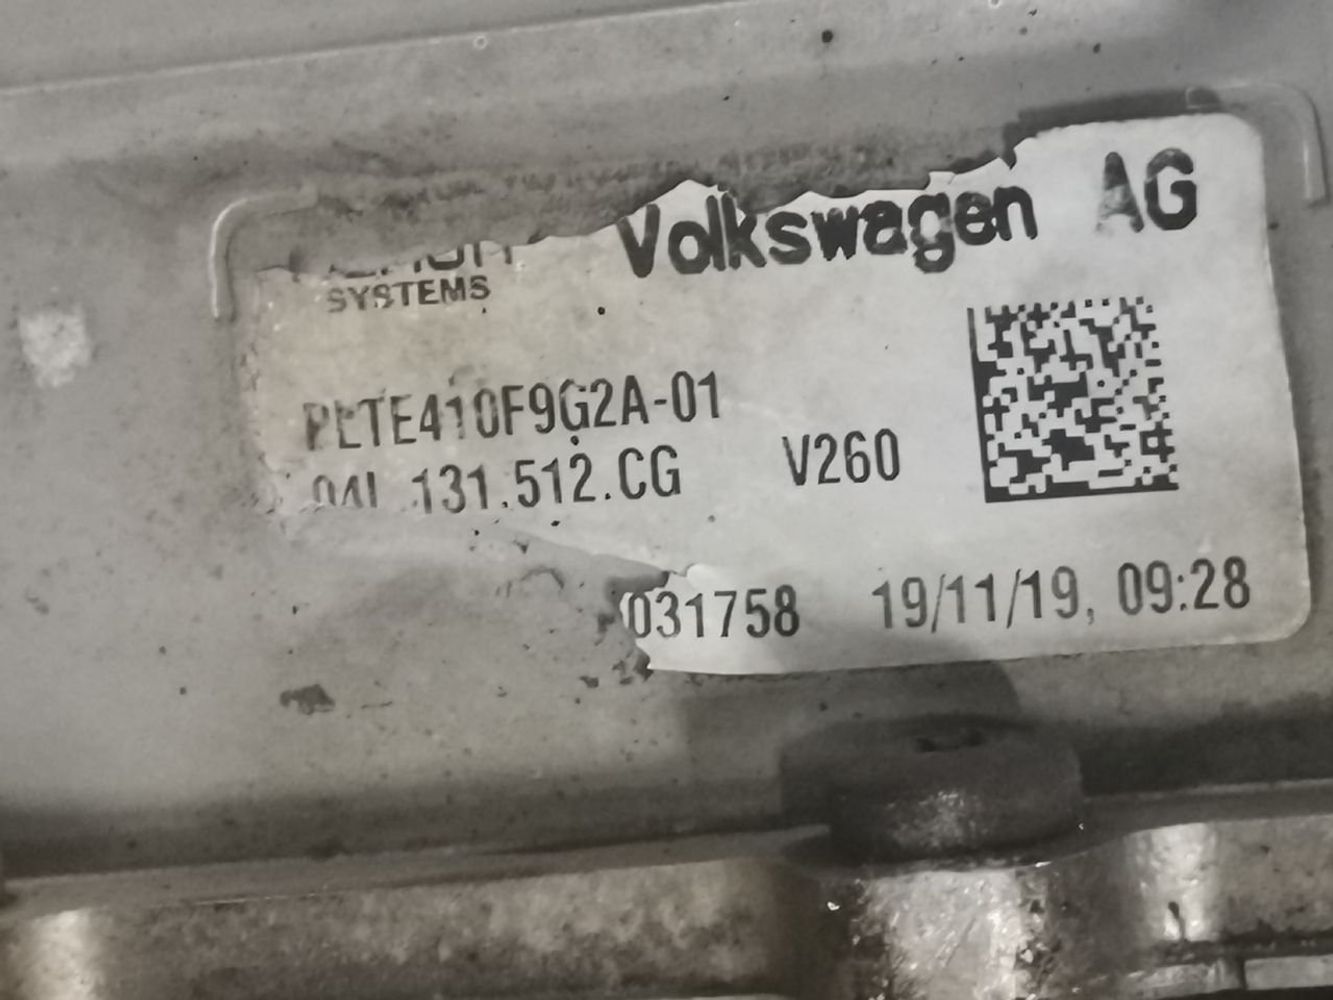 Volkswagen AG
SYSTEMS
PLTE410F9G2A-01
04L.131.512.CG V260
031758 19/11/19, 09:28